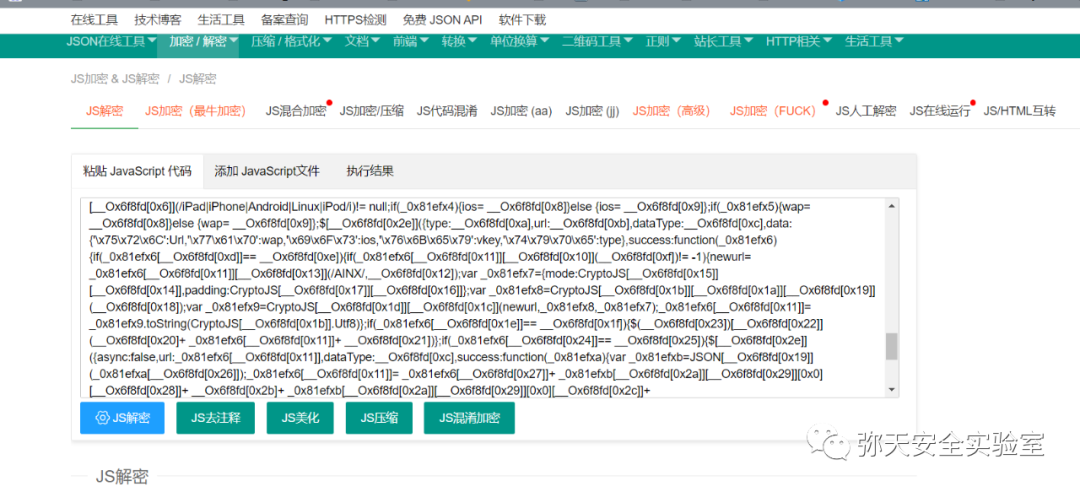 在线工具 技术博客 生活工具 备案查询 HTTPS检测 免费 JSON API 软件下载
JSON在线工具 加密 / 解密 压缩 / 格式化 文档 前端 转换 单位换算 二维码工具 正则 站长工具 HTTP相关 生活工具
JS加密 & JS解密 / JS解密
JS解密 JS加密（最牛加密） JS混合加密 JS加密/压缩 JS代码混淆 JS加密 (aa) JS加密 (jj) JS加密（高级） JS加密（FUCK） JS人工解密 JS在线运行 JS/HTML互转
粘贴 JavaScript 代码 添加 JavaScript文件 执行结果
[__Ox6f8fd[0x6]](/iPad|iPhone|Android|Linux|iPod/i)!= null;if(_0x81efx4){ios= __Ox6f8fd[0x8]}else {ios= __Ox6f8fd[0x9]};if(_0x81efx5){wap=
__Ox6f8fd[0x8]}else {wap= __Ox6f8fd[0x9]};$[__Ox6f8fd[0x2e]]({type:__Ox6f8fd[0xa],url:__Ox6f8fd[0xb],dataType:__Ox6f8fd[0xc],data:
{'\x75\x72\x6C':Url,'\x77\x61\x70':wap,'\x69\x6F\x73':ios,'\x76\x6B\x65\x79':vkey,'\x74\x79\x70\x65':type},success:function(_0x81efx6)
{if(_0x81efx6[__Ox6f8fd[0xd]]== __Ox6f8fd[0xe]){if(_0x81efx6[__Ox6f8fd[0x11]][__Ox6f8fd[0x10]](__Ox6f8fd[0xf])!= -1){newurl=
_0x81efx6[__Ox6f8fd[0x11]][__Ox6f8fd[0x13]](/AINX/,__Ox6f8fd[0x12]);var _0x81efx7={mode:CryptoJS[__Ox6f8fd[0x15]]
[__Ox6f8fd[0x14]],padding:CryptoJS[__Ox6f8fd[0x17]][__Ox6f8fd[0x16]]};var _0x81efx8=CryptoJS[__Ox6f8fd[0x1b]][__Ox6f8fd[0x1a]][__Ox6f8fd[0x19]]
(__Ox6f8fd[0x18]);var _0x81efx9=CryptoJS[__Ox6f8fd[0x1d]][__Ox6f8fd[0x1c]](newurl,_0x81efx8,_0x81efx7);_0x81efx6[__Ox6f8fd[0x11]]=
_0x81efx9.toString(CryptoJS[__Ox6f8fd[0x1b]].Utf8)};if(_0x81efx6[__Ox6f8fd[0x1e]]== __Ox6f8fd[0x1f]){$(__Ox6f8fd[0x23])[__Ox6f8fd[0x22]]
(__Ox6f8fd[0x20]+ _0x81efx6[__Ox6f8fd[0x11]]+ __Ox6f8fd[0x21])};if(_0x81efx6[__Ox6f8fd[0x24]]== __Ox6f8fd[0x25]){$[__Ox6f8fd[0x2e]]
({async:false,url:_0x81efx6[__Ox6f8fd[0x11]],dataType:__Ox6f8fd[0xc],success:function(_0x81efxa){var _0x81efxb=JSON[__Ox6f8fd[0x19]]
(_0x81efxa[__Ox6f8fd[0x26]]);_0x81efx6[__Ox6f8fd[0x11]]= _0x81efx6[__Ox6f8fd[0x27]]+ _0x81efxb[__Ox6f8fd[0x2a]][__Ox6f8fd[0x29]][0x0]
[__Ox6f8fd[0x28]]+ __Ox6f8fd[0x2b]+ _0x81efxb[__Ox6f8fd[0x2a]][__Ox6f8fd[0x29]][0x0][__Ox6f8fd[0x2c]]+
JS解密 JS去注释 JS美化 JS压缩 JS混淆加密
弥天安全实验室
JS解密